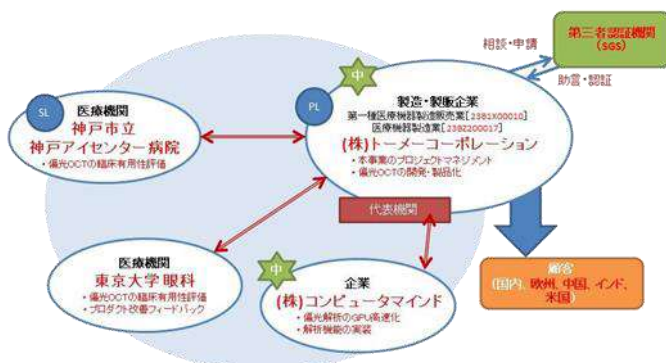 第三者認証機関
(SGS)
相談・申請
助言・認証
中
PL
製造・製販企業
第一種医療機器製造販売業[23B1X00010]
医療機器製造業[23BZ200017]
(株)トーメーコーポレーション
・本事業のプロジェクトマネジメント
・偏光OCTの開発・製品化
代表機関
SL
医療機関
神戸市立
神戸アイセンター病院
・偏光OCTの臨床有用性評価
医療機関
東京大学 眼科
・偏光OCTの臨床有用性評価
・プロダクト改善フィードバック
中
企業
(株)コンピュータマインド
・偏光解析のGPU高速化
・解析機能の実装
顧客
(国内、欧州、中国、インド、
米国)